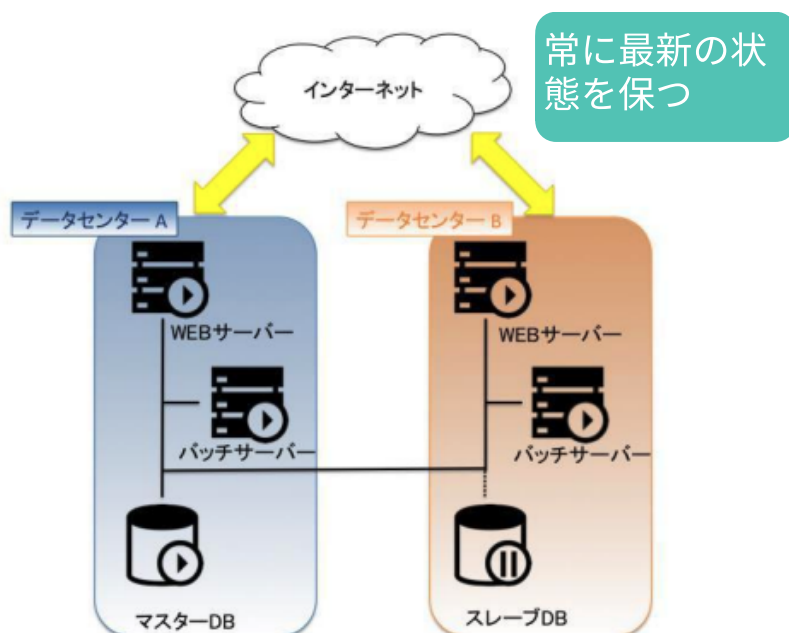 常に最新の状
態を保つ
インターネット
データセンター A
データセンター B
WEBサーバー
WEBサーバー
バッチサーバー
バッチサーバー
マスターDB
スレーブDB